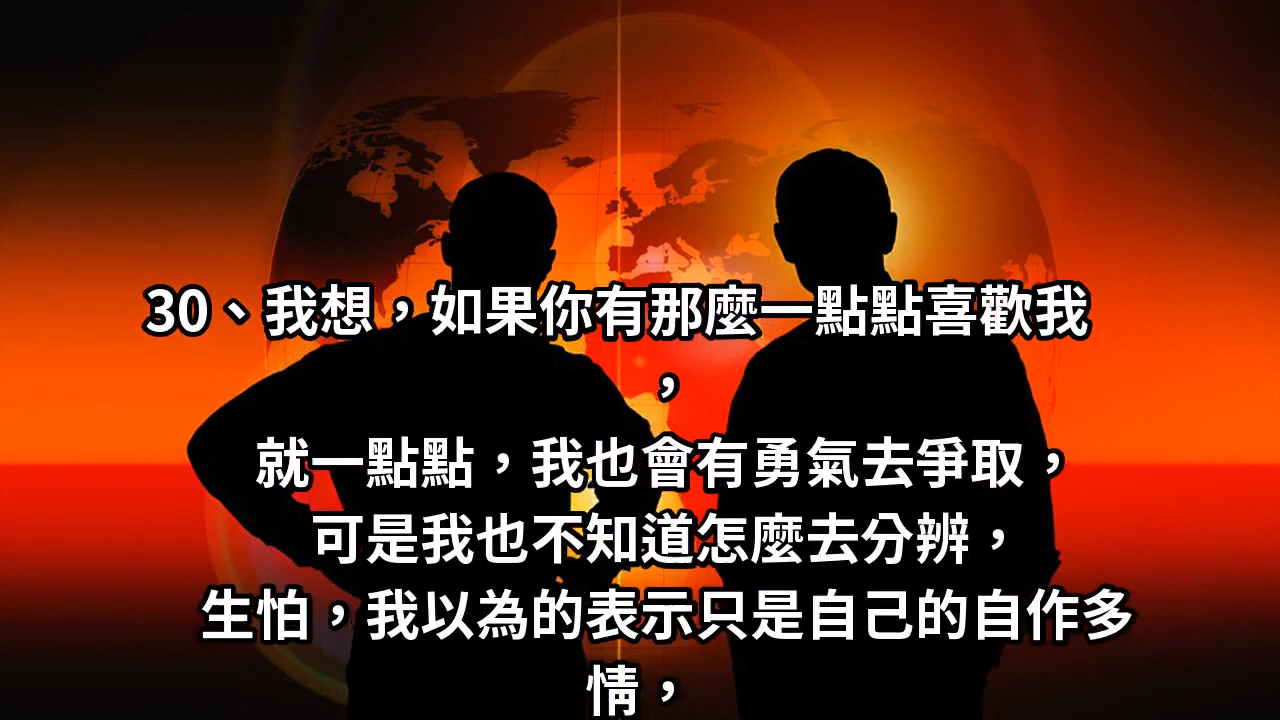 30、我想，如果你有那麼一點點喜歡我
，
就一點點，我也會有勇氣去爭取，
可是我也不知道怎麼去分辨，
生怕，我以為的表示只是自己的自作多
情，